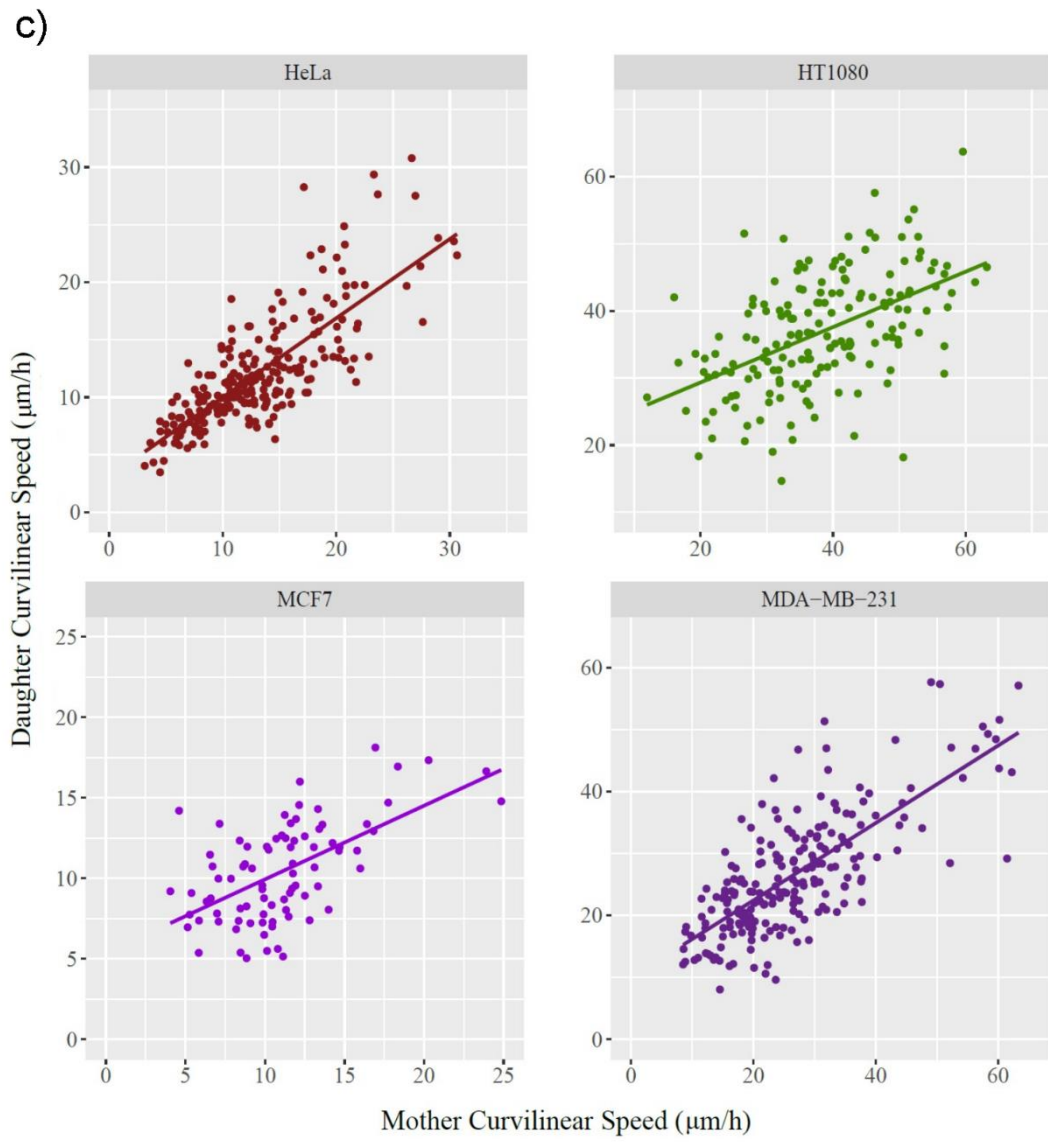 c)
HeLa
HT1080
30
20
10
0
0 10 20 30
60
40
20
20 40 60
MCF7
MDA−MB−231
25
20
15
10
5
0
0 5 10 15 20 25
60
40
20
0
0 20 40 60
Daughter Curvilinear Speed (μm/h)
Mother Curvilinear Speed (μm/h)